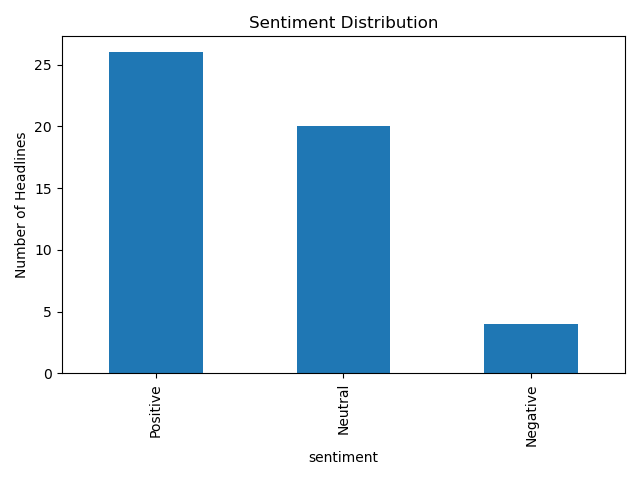 Sentiment Distribution
Number of Headlines
25
20
15
10
5
0
Positive
Neutral
Negative
sentiment